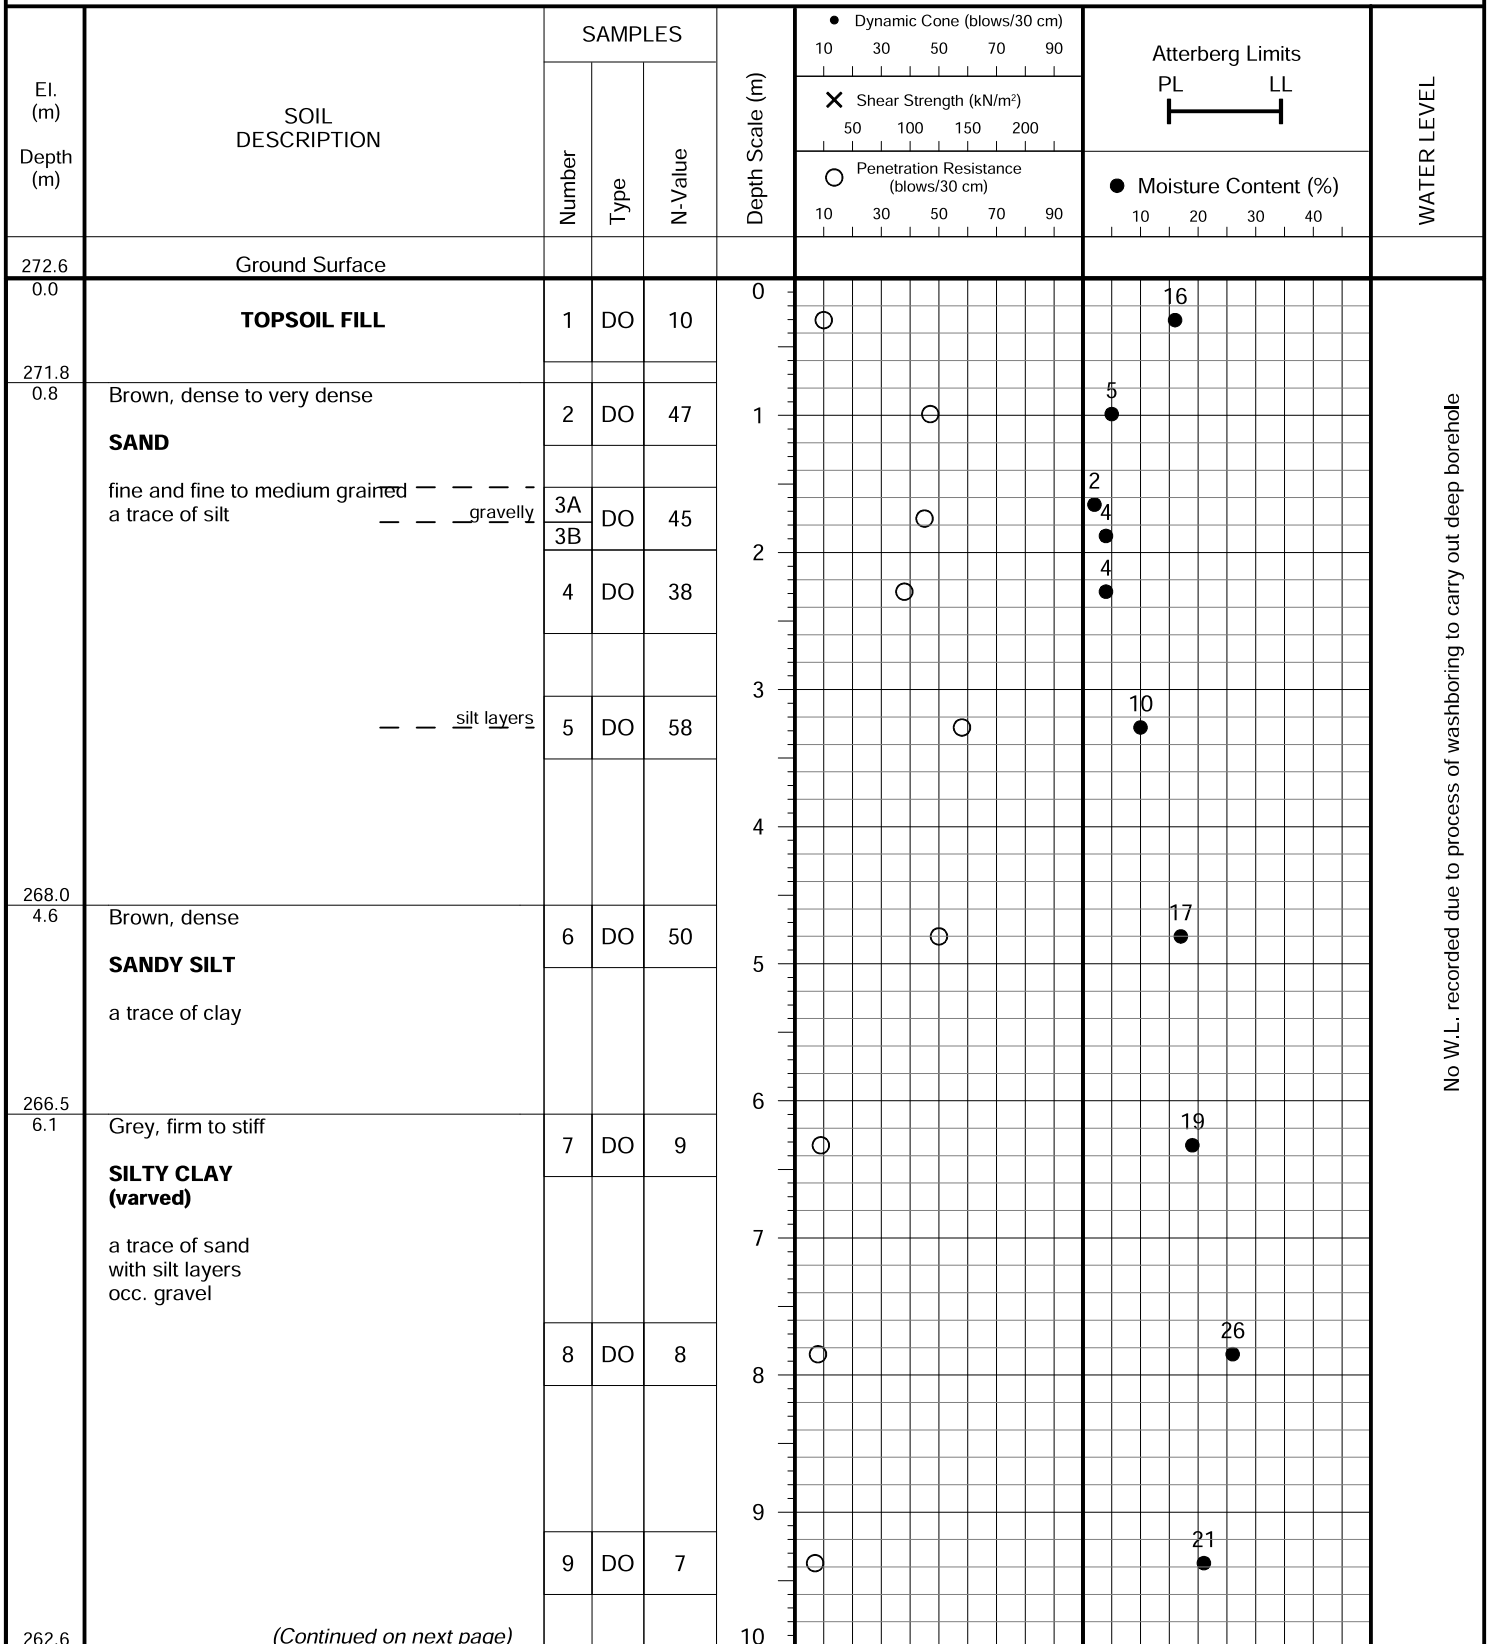 El.
(m)
Depth
(m)
SOIL
DESCRIPTION
SAMPLES
Number
Type
N-Value
Depth Scale (m)
Dynamic Cone (blows/30 cm)
10 30 50 70 90
Shear Strength (kN/m²)
50 100 150 200
Penetration Resistance
(blows/30 cm)
10 30 50 70 90
Atterberg Limits
PL LL
Moisture Content (%)
10 20 30 40
WATER LEVEL
272.6 Ground Surface
0.0
0
16
TOPSOIL FILL
1 DO 10
271.8
0.8
Brown, dense to very dense
5
2 DO 47
1
SAND
2
fine and fine to medium grained
a trace of silt
gravelly
3A
3B
DO 45
4
2
4
4 DO 38
3
10
silt layers
5 DO 58
4
268.0
4.6
Brown, dense
17
6 DO 50
SANDY SILT
5
a trace of clay
266.5
6
6.1
Grey, firm to stiff
19
7 DO 9
SILTY CLAY
(varved)
7
a trace of sand
with silt layers
occ. gravel
26
8 DO 8
8
9
21
9 DO 7
262.6
(Continued on next page)
10
No W.L. recorded due to process of washboring to carry out deep borehole